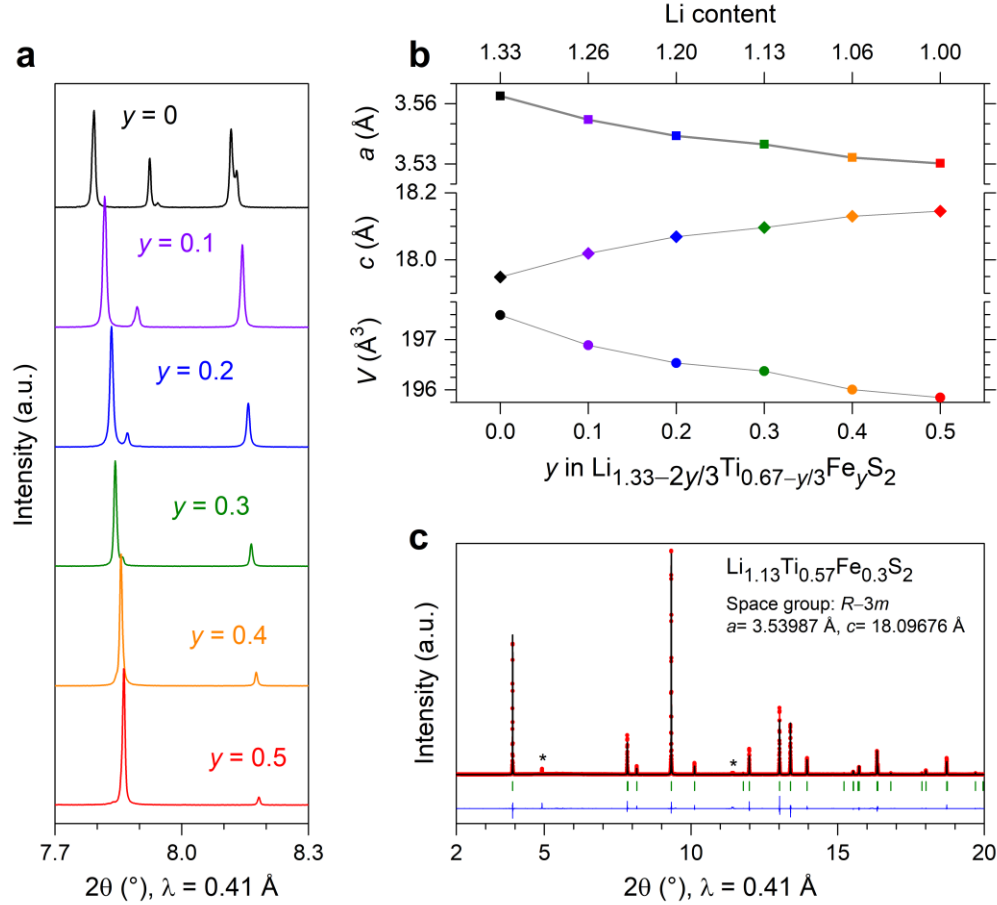 a
y = 0
y = 0.1
y = 0.2
y = 0.3
y = 0.4
y = 0.5
Intensity (a.u.)
7.7 8.0 8.3
2θ (°), λ = 0.41 Å
b
Li content
1.33 1.26 1.20 1.13 1.06 1.00
3.56
3.53
a (Å)
18.2
18.0
c (Å)
197
196
V (Å³)
0.0 0.1 0.2 0.3 0.4 0.5
y in Li1.33–2y/3Ti0.67–y/3FeyS2
c
Li1.13Ti0.57Fe0.3S2
Space group: R–3m
a= 3.53987 Å, c= 18.09676 Å
* *
Intensity (a.u.)
2 5 10 15 20
2θ (°), λ = 0.41 Å